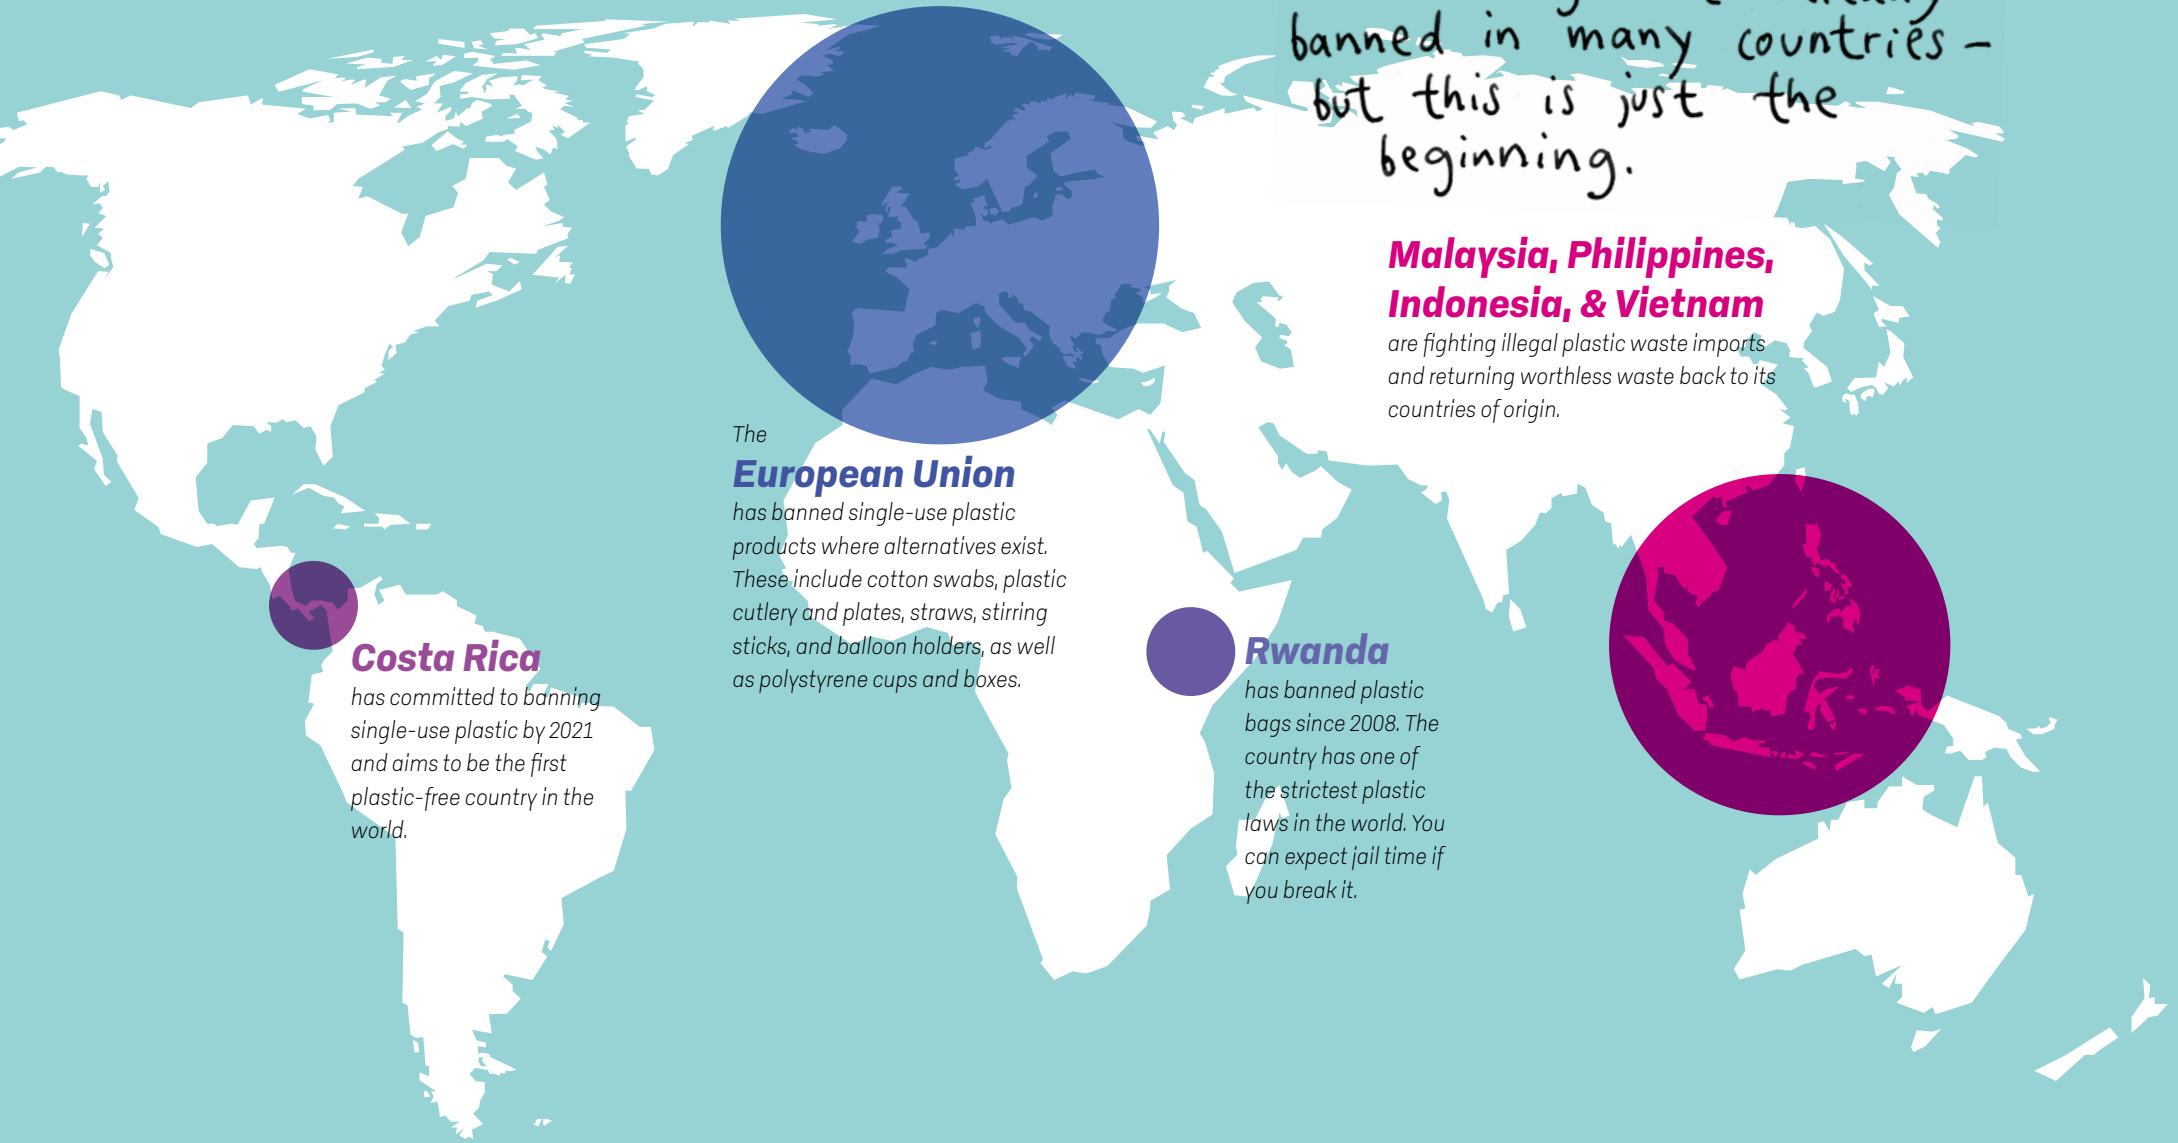 banned in many countries –
but this is just the
beginning.
Malaysia, Philippines,
Indonesia, & Vietnam
are fighting illegal plastic waste imports
and returning worthless waste back to its
countries of origin.
The
European Union
has banned single-use plastic
products where alternatives exist.
These include cotton swabs, plastic
cutlery and plates, straws, stirring
sticks, and balloon holders, as well
as polystyrene cups and boxes.
Costa Rica
has committed to banning
single-use plastic by 2021
and aims to be the first
plastic-free country in the
world.
Rwanda
has banned plastic
bags since 2008. The
country has one of
the strictest plastic
laws in the world. You
can expect jail time if
you break it.